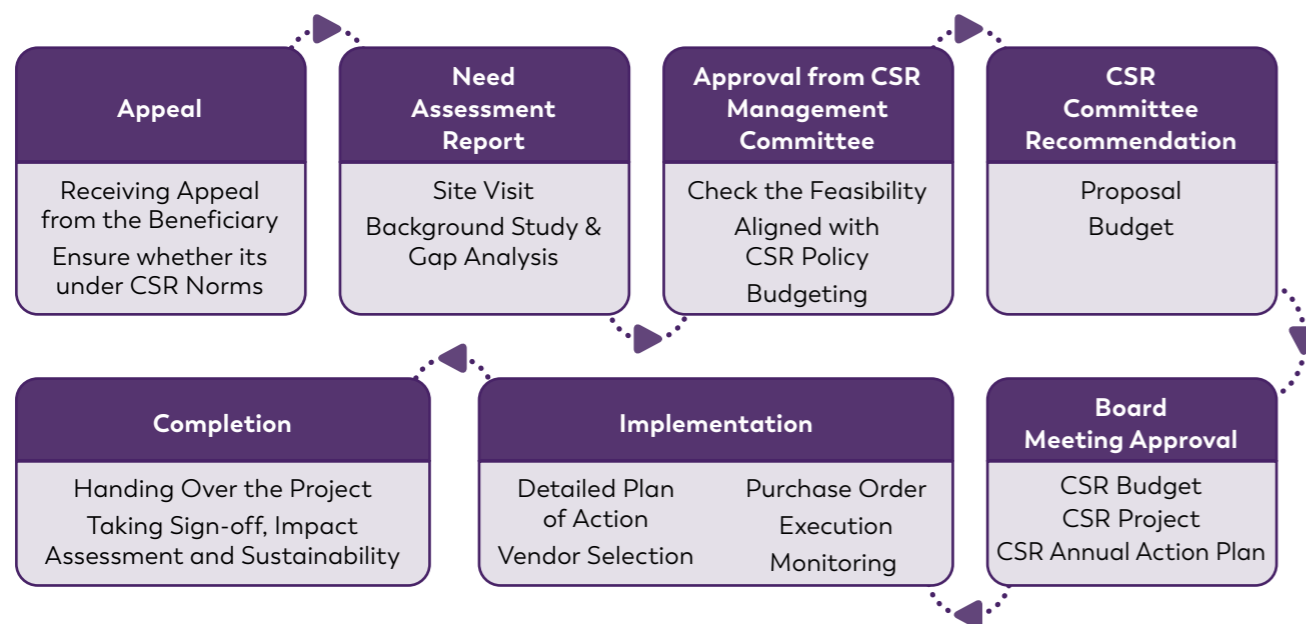 Appeal
Receiving Appeal
from the Beneficiary
Ensure whether its
under CSR Norms
Need
Assessment
Report
Site Visit
Background Study &
Gap Analysis
Approval from CSR
Management
Committee
Check the Feasibility
Aligned with
CSR Policy
Budgeting
CSR
Committee
Recommendation
Proposal
Budget
Board
Meeting Approval
CSR Budget
CSR Project
CSR Annual Action Plan
Implementation
Detailed Plan
of Action
Vendor Selection
Purchase Order
Execution
Monitoring
Completion
Handing Over the Project
Taking Sign-off, Impact
Assessment and Sustainability